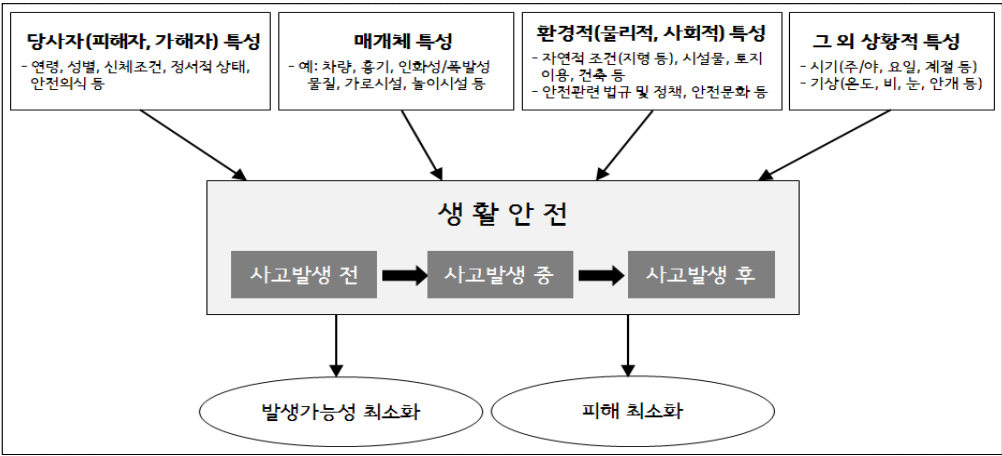 당사자(피해자, 가해자) 특성
- 연령, 성별, 신체조건, 정서적 상태,
안전의식 등
매개체 특성
- 예: 차량, 흉기, 인화성/폭발성
물질, 가로시설, 놀이시설 등
환경적(물리적, 사회적) 특성
- 자연적 조건(지형 등), 시설물, 토지
이용, 건축 등
- 안전관련 법규 및 정책, 안전문화 등
그 외 상황적 특성
- 시기(주/야, 요일, 계절 등)
- 기상(온도, 비, 눈, 안개 등)
생 활 안 전
사고발생 전
사고발생 중
사고발생 후
발생가능성 최소화
피해 최소화